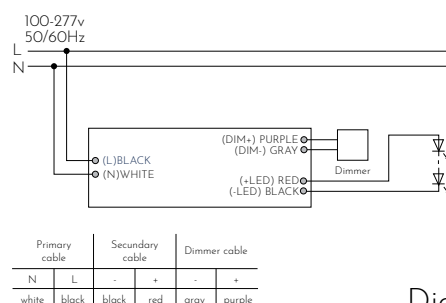 100-277v
50/60Hz
L
N
(DIM+) PURPLE
(DIM-) GRAY
Dimmer
(L)BLACK
(N)WHITE
(+LED) RED
(-LED) BLACK
Primary cable Secundary cable Dimmer cable
N L - + - +
white black black red gray purple